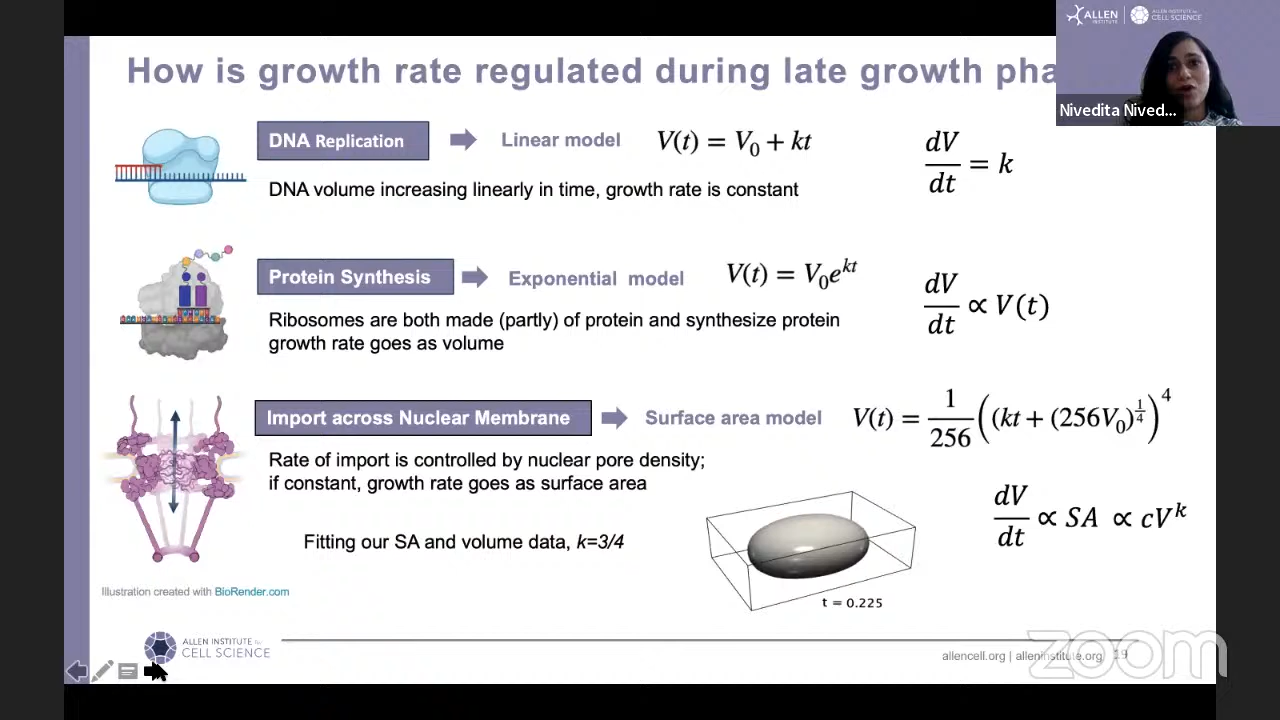 ALLEN INSTITUTE
ALLEN INSTITUTE for CELL SCIENCE
Nivedita Nived...
How is growth rate regulated during late growth pha
DNA Replication
Linear model
V(t) = V₀ + kt
dV/dt = k
DNA volume increasing linearly in time, growth rate is constant
Protein Synthesis
Exponential model
V(t) = V₀e^{kt}
dV/dt ∝ V(t)
Ribosomes are both made (partly) of protein and synthesize protein
growth rate goes as volume
Import across Nuclear Membrane
Surface area model
V(t) = 1/256 ((kt + (256V₀)^{1/4})^4
Rate of import is controlled by nuclear pore density;
if constant, growth rate goes as surface area
dV/dt ∝ SA ∝ cV^k
Fitting our SA and volume data, k=3/4
t = 0.225
Illustration created with BioRender.com
ALLEN INSTITUTE for
CELL SCIENCE
allencell.org | alleninstitute.org
19
zoom